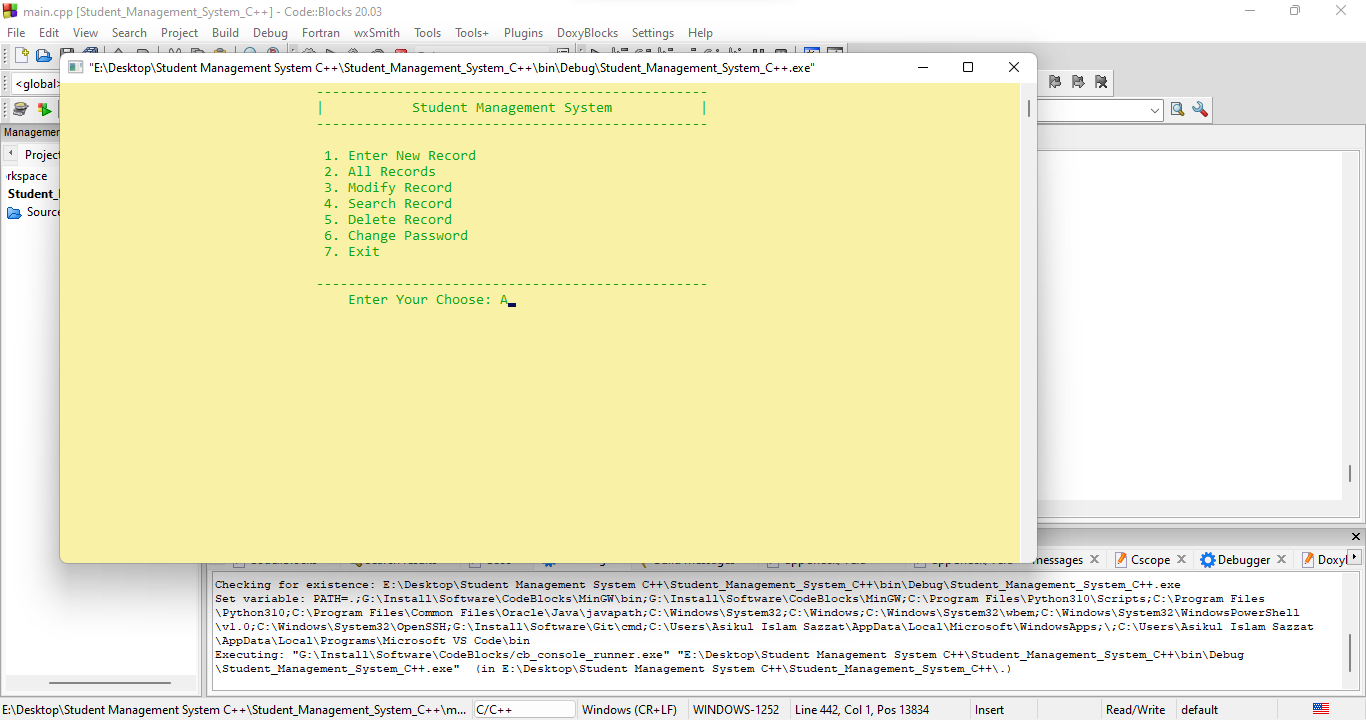 main.cpp [Student_Management_System_C++] - Code::Blocks 20.03
File Edit View Search Project Build Debug Fortran wxSmith Tools Tools+ Plugins DoxyBlocks Settings Help
"E:\Desktop\Student Management System C++\Student_Management_System_C++\bin\Debug\Student_Management_System_C++.exe"
<global>
Student Management System
Managemen
Project
rkspace
Student_
Source
1. Enter New Record
2. All Records
3. Modify Record
4. Search Record
5. Delete Record
6. Change Password
7. Exit
Enter Your Choose: A
messages Cscope Debugger Doxyl
Checking for existence: E:\Desktop\Student Management System C++\Student_Management_System_C++\bin\Debug\Student_Management_System_C++.exe
Set variable: PATH=.;G:\Install\Software\CodeBlocks\MinGW\bin;G:\Install\Software\CodeBlocks\MinGW;C:\Program Files\Python310\Scripts;C:\Program Files
\Python310;C:\Program Files\Common Files\Oracle\Java\javapath;C:\Windows\System32;C:\Windows;C:\Windows\System32\wbem;C:\Windows\System32\WindowsPowerShell
\v1.0;C:\Windows\System32\OpenSSH;G:\Install\Software\Git\cmd;C:\Users\Asikul Islam Sazzat\AppData\Local\Microsoft\WindowsApps;\;C:\Users\Asikul Islam Sazzat
\AppData\Local\Programs\Microsoft VS Code\bin
Executing: "G:\Install\Software\CodeBlocks/cb_console_runner.exe" "E:\Desktop\Student Management System C++\Student_Management_System_C++\bin\Debug
\Student_Management_System_C++.exe"  (in E:\Desktop\Student Management System C++\Student_Management_System_C++\.)
E:\Desktop\Student Management System C++\Student_Management_System_C++\m... C/C++ Windows (CR+LF) WINDOWS-1252 Line 442, Col 1, Pos 13834 Insert Read/Write default